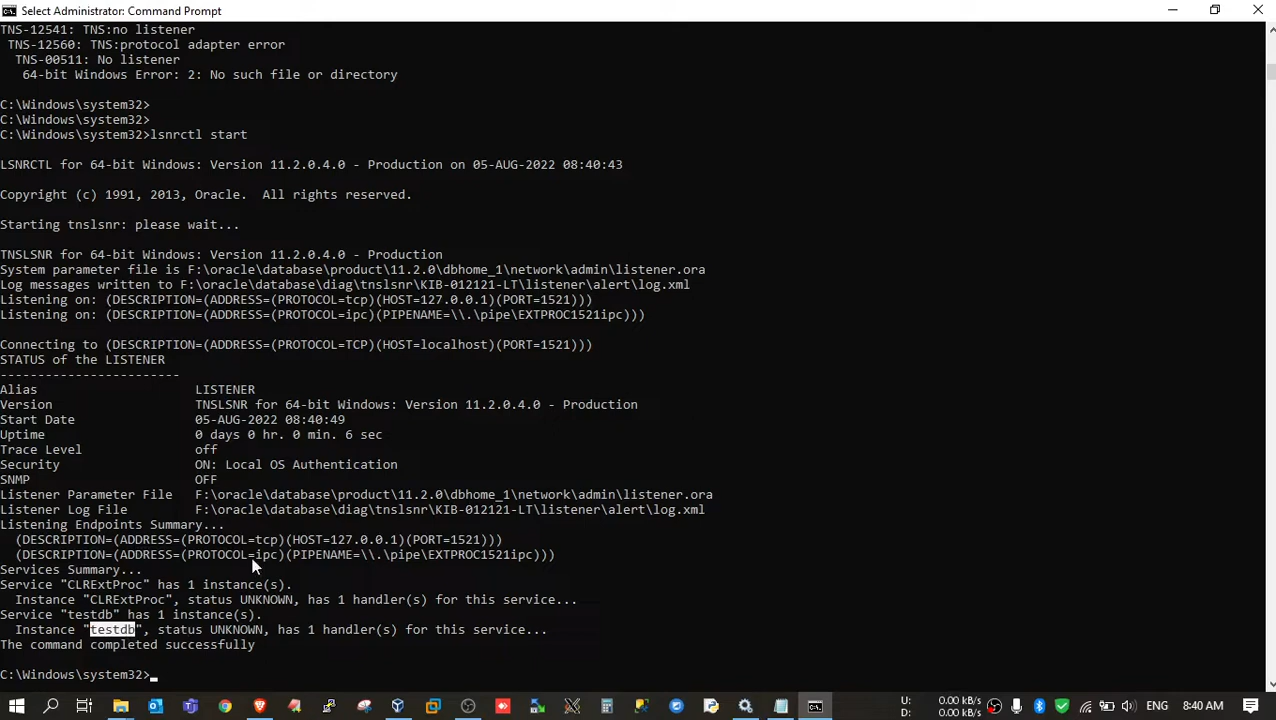 Select Administrator: Command Prompt
TNS-12541: TNS:no listener
TNS-12560: TNS:protocol adapter error
TNS-00511: No listener
64-bit Windows Error: 2: No such file or directory
C:\Windows\system32>
C:\Windows\system32>
C:\Windows\system32>lsnrctl start
LSNRCTL for 64-bit Windows: Version 11.2.0.4.0 - Production on 05-AUG-2022 08:40:43
Copyright (c) 1991, 2013, Oracle.  All rights reserved.
Starting tnslsnr: please wait...
TNSLSNR for 64-bit Windows: Version 11.2.0.4.0 - Production
System parameter file is F:\oracle\database\product\11.2.0\dbhome_1\network\admin\listener.ora
Log messages written to F:\oracle\database\diag\tnslsnr\KIB-012121-LT\listener\alert\log.xml
Listening on: (DESCRIPTION=(ADDRESS=(PROTOCOL=tcp)(HOST=127.0.0.1)(PORT=1521)))
Listening on: (DESCRIPTION=(ADDRESS=(PROTOCOL=ipc)(PIPENAME=\\.\pipe\EXTPROC1521ipc)))
Connecting to (DESCRIPTION=(ADDRESS=(PROTOCOL=TCP)(HOST=localhost)(PORT=1521)))
STATUS of the LISTENER
------------------------
Alias                     LISTENER
Version                   TNSLSNR for 64-bit Windows: Version 11.2.0.4.0 - Production
Start Date                05-AUG-2022 08:40:49
Uptime                    0 days 0 hr. 0 min. 6 sec
Trace Level               off
Security                  ON: Local OS Authentication
SNMP                      OFF
Listener Parameter File   F:\oracle\database\product\11.2.0\dbhome_1\network\admin\listener.ora
Listener Log File         F:\oracle\database\diag\tnslsnr\KIB-012121-LT\listener\alert\log.xml
Listening Endpoints Summary...
(DESCRIPTION=(ADDRESS=(PROTOCOL=tcp)(HOST=127.0.0.1)(PORT=1521)))
(DESCRIPTION=(ADDRESS=(PROTOCOL=ipc)(PIPENAME=\\.\pipe\EXTPROC1521ipc)))
Services Summary...
Service "CLRExtProc" has 1 instance(s).
Instance "CLRExtProc", status UNKNOWN, has 1 handler(s) for this service...
Service "testdb" has 1 instance(s).
Instance "testdb", status UNKNOWN, has 1 handler(s) for this service...
The command completed successfully
C:\Windows\system32>
U: 0.00 kB/s
D: 0.00 kB/s
ENG
8:40 AM